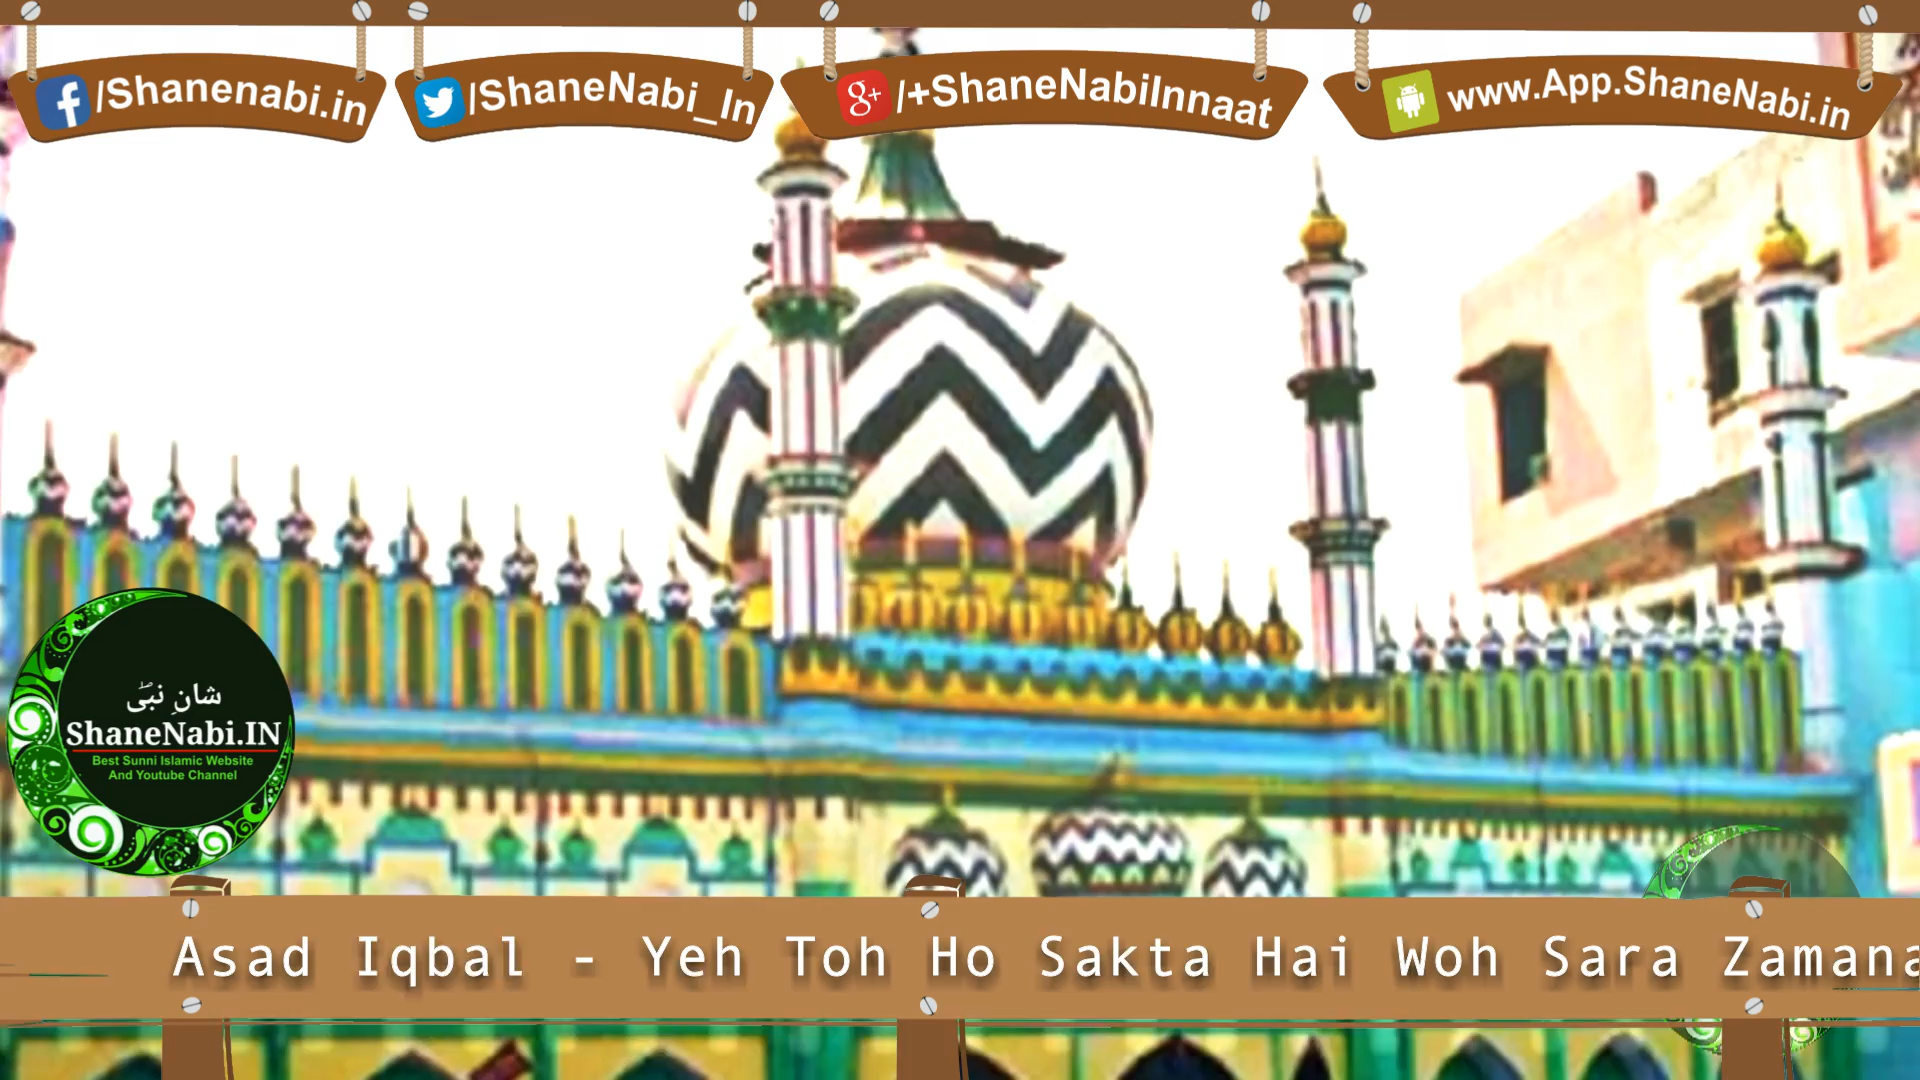 /Shanenabi.in
/ShaneNabi_In
g+ /+ShaneNabiInnaat
www.App.ShaneNabi.in
شانِ نبیؐ
ShaneNabi.IN
Best Sunni Islamic Website
And Youtube Channel
Asad Iqbal - Yeh Toh Ho Sakta Hai Woh Sara Zamana